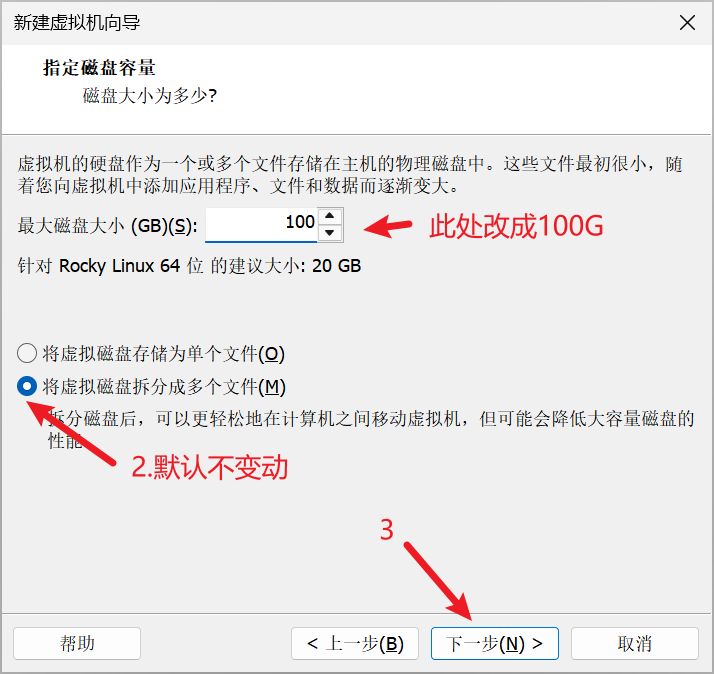 新建虚拟机向导
指定磁盘容量
磁盘大小为多少?
虚拟机的硬盘作为一个或多个文件存储在主机的物理磁盘中。这些文件最初很小，随
着您向虚拟机中添加应用程序、文件和数据而逐渐变大。
最大磁盘大小 (GB)(S): 100 此处改成100G
针对 Rocky Linux 64 位 的建议大小: 20 GB
将虚拟磁盘存储为单个文件(O)
将虚拟磁盘拆分成多个文件(M)
拆分磁盘后，可以更轻松地在计算机之间移动虚拟机，但可能会降低大容量磁盘的
性能
2.默认不变动
3
帮助 < 上一步(B) 下一步(N) > 取消